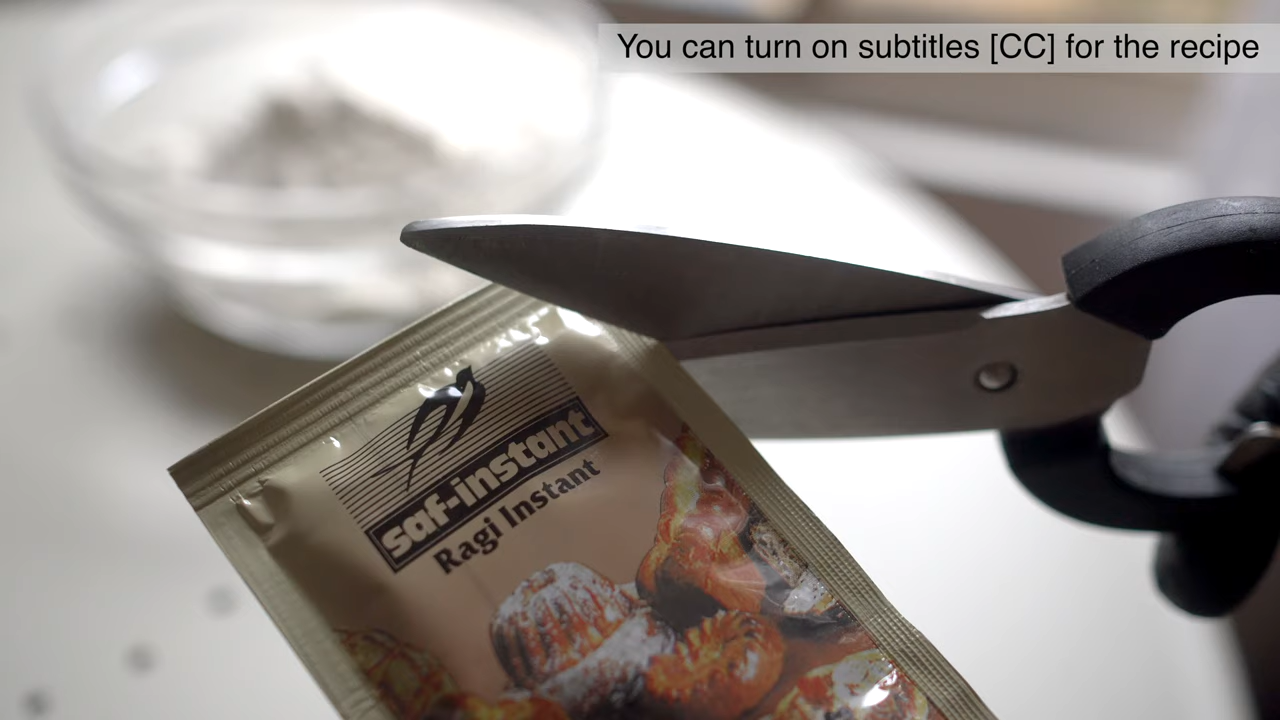 You can turn on subtitles [CC] for the recipe
saf-instant
Ragi Instant